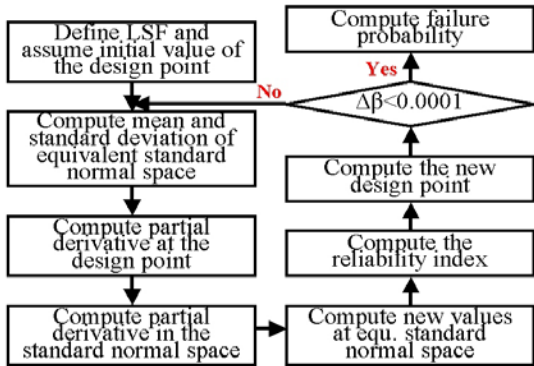 Define LSF and
assume initial value of
the design point
Compute mean and
standard deviation of
equivalent standard
normal space
Compute partial
derivative at the
design point
Compute partial
derivative in the
standard normal space
Compute new values
at equ. standard
normal space
Compute the
reliability index
Compute the new
design point
Δβ<0.0001
No
Yes
Compute failure
probability